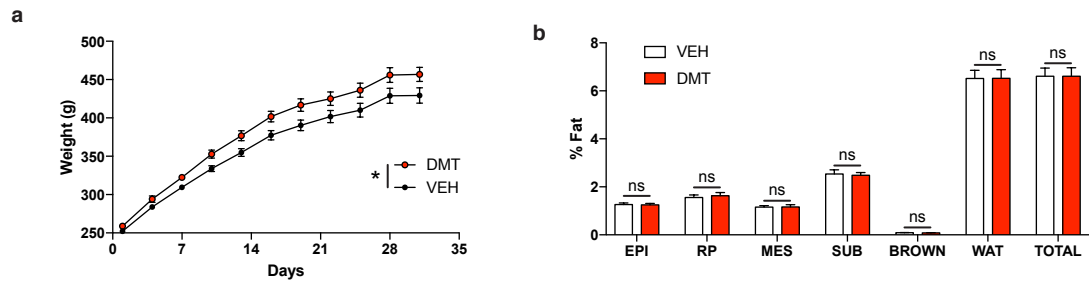 a
500
450
400
350
300
250
Weight (g)
0 7 14 21 28 35
Days
* DMT
VEH
b
8
6
4
2
0
% Fat
VEH
DMT
ns ns ns ns ns ns ns
EPI RP MES SUB BROWN WAT TOTAL